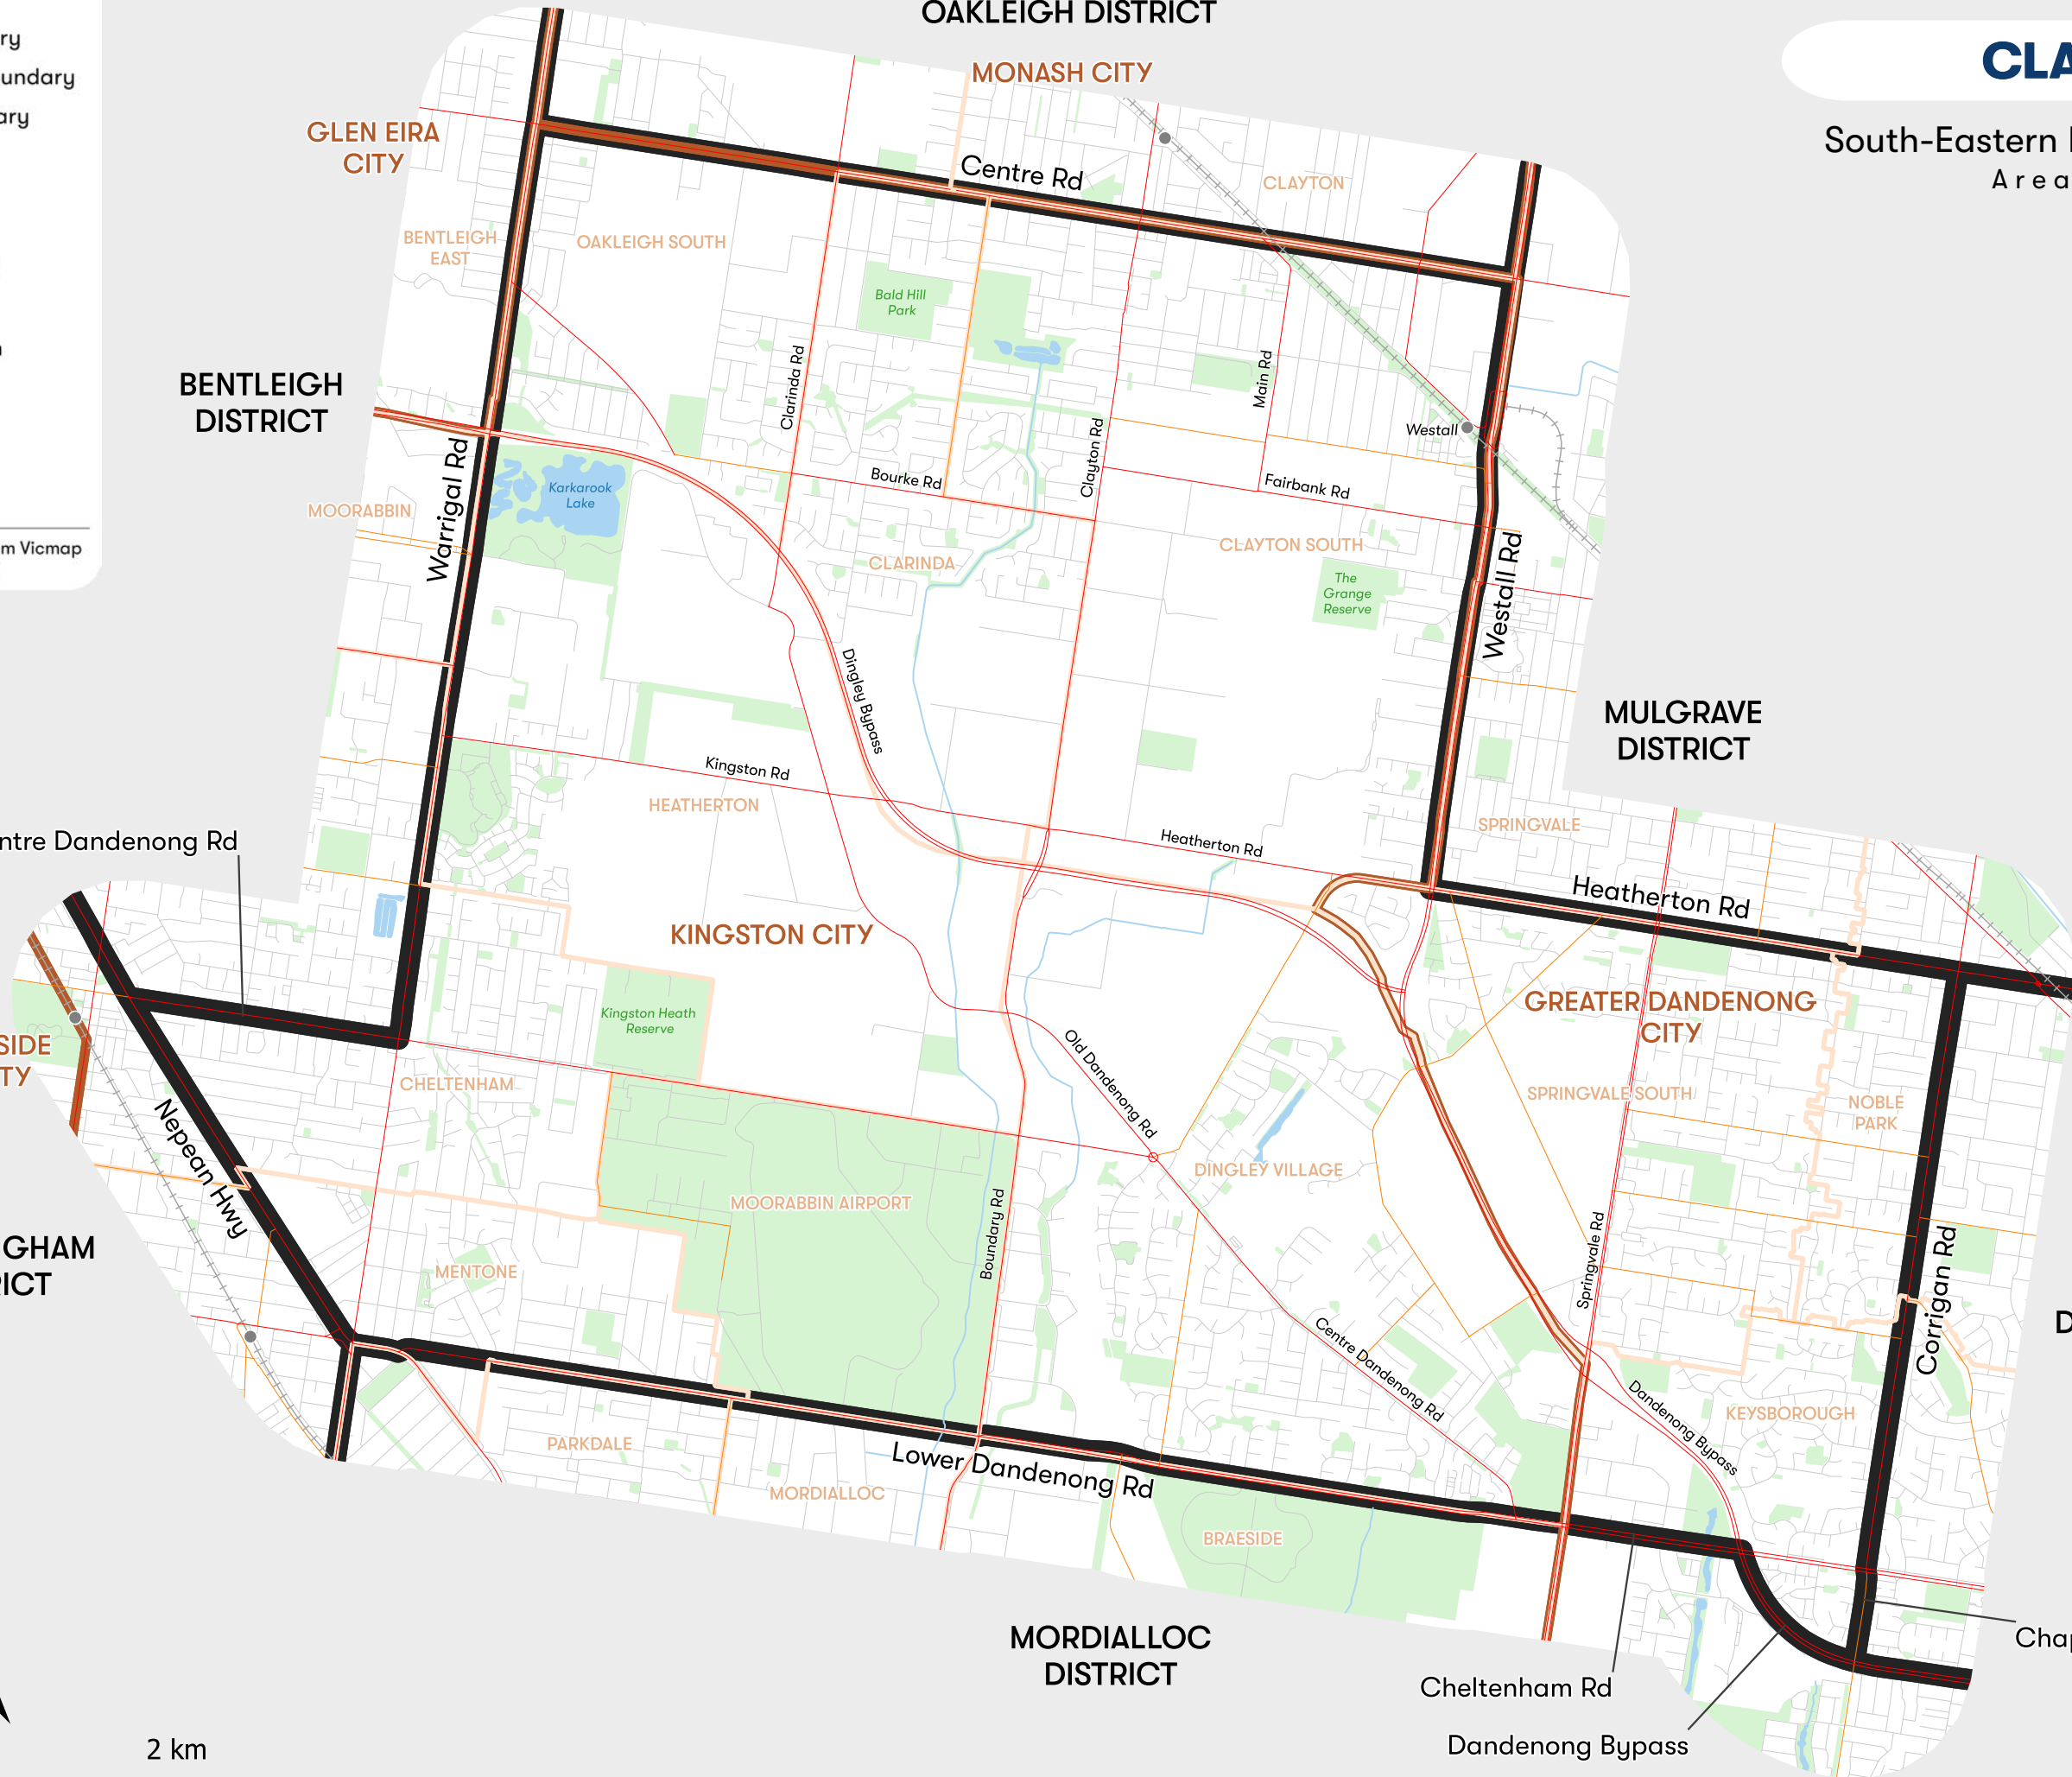 OAKLEIGH DISTRICT
ry
undary
ary
m Vicmap
CLA
South-Eastern
Area
MONASH CITY
GLEN EIRA
CITY
Centre Rd
CLAYTON
BENTLEIGH
EAST
OAKLEIGH SOUTH
Bald Hill
Park
Clarinda Rd
Main Rd
BENTLEIGH
DISTRICT
Westall
Clayton Rd
Warrigal Rd
Bourke Rd
Fairbank Rd
Karkarook
Lake
MOORABBIN
CLAYTON SOUTH
CLARINDA
The
Grange
Reserve
Westall Rd
Dingley Bypass
MULGRAVE
DISTRICT
Kingston Rd
HEATHERTON
SPRINGVALE
ntre Dandenong Rd
Heatherton Rd
Heatherton Rd
KINGSTON CITY
Kingston Heath
Reserve
GREATER DANDENONG
CITY
SIDE
TY
Old Dandenong Rd
CHELTENHAM
SPRINGVALE SOUTH
NOBLE
PARK
Nepean Hwy
DINGLEY VILLAGE
MOORABBIN AIRPORT
Boundary Rd
Springvale Rd
GHAM
RICT
MENTONE
Corrigan Rd
D
Centre Dandenong Rd
Dandenong Bypass
KEYSBOROUGH
PARKDALE
Lower Dandenong Rd
MORDIALLOC
BRAESIDE
MORDIALLOC
DISTRICT
Chap
Cheltenham Rd
Dandenong Bypass
2 km